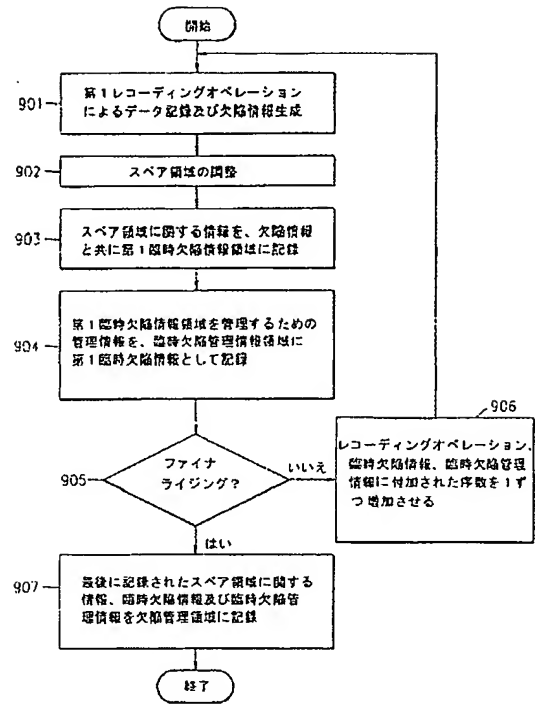 開始
901
第1レコーディングオペレーション
によるデータ記録及び欠陥情報生成
902
スペア領域の調整
903
スペア領域に関する情報を、欠陥情報
と共に第1臨時欠陥情報領域に記録
904
第1臨時欠陥情報領域を管理するための
管理情報を、臨時欠陥管理情報領域に
第1臨時欠陥情報として記録
906
レコーディングオペレーション、
臨時欠陥情報、臨時欠陥管理
情報に付加された序数を1ず
つ増加させる
905
ファイナ
ライジング?
いいえ
はい
907
最後に記録されたスペア領域に関する
情報、臨時欠陥情報及び臨時欠陥管
理情報を欠陥管理領域に記録
終了